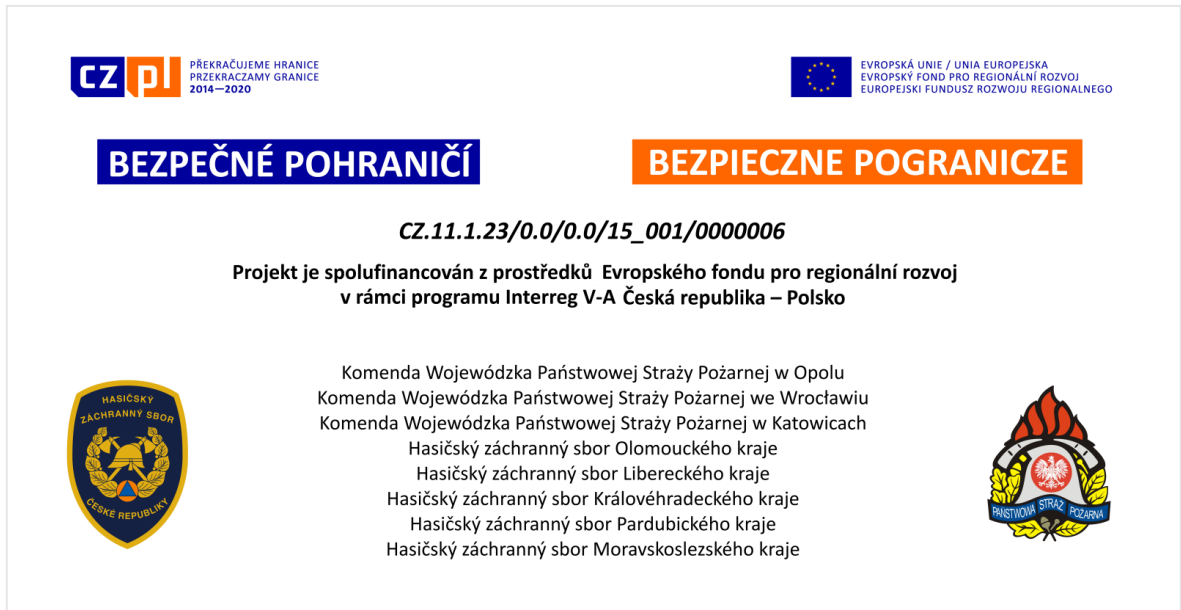 cz pl
PŘEKRAČUJEME HRANICE
PRZEKRACZAMY GRANICE
2014—2020
EVROPSKÁ UNIE / UNIA EUROPEJSKA
EVROPSKÝ FOND PRO REGIONÁLNÍ ROZVOJ
EUROPEJSKI FUNDUSZ ROZWOJU REGIONALNEGO
BEZPEČNÉ POHRANIČÍ
BEZPIECZNE POGRANICZE
CZ.11.1.23/0.0/0.0/15_001/0000006
Projekt je spolufinancován z prostředků Evropského fondu pro regionální rozvoj
v rámci programu Interreg V-A Česká republika – Polsko
Komenda Wojewódzka Państwowej Straży Pożarnej w Opolu
Komenda Wojewódzka Państwowej Straży Pożarnej we Wrocławiu
Komenda Wojewódzka Państwowej Straży Pożarnej w Katowicach
Hasičský záchranný sbor Olomouckého kraje
Hasičský záchranný sbor Libereckého kraje
Hasičský záchranný sbor Královéhradeckého kraje
Hasičský záchranný sbor Pardubického kraje
Hasičský záchranný sbor Moravskoslezského kraje
HASIČSKÝ
ZÁCHRANNÝ SBOR
ČESKÉ REPUBLIKY
PAŃSTWOWA STRAŻ POŻARNA